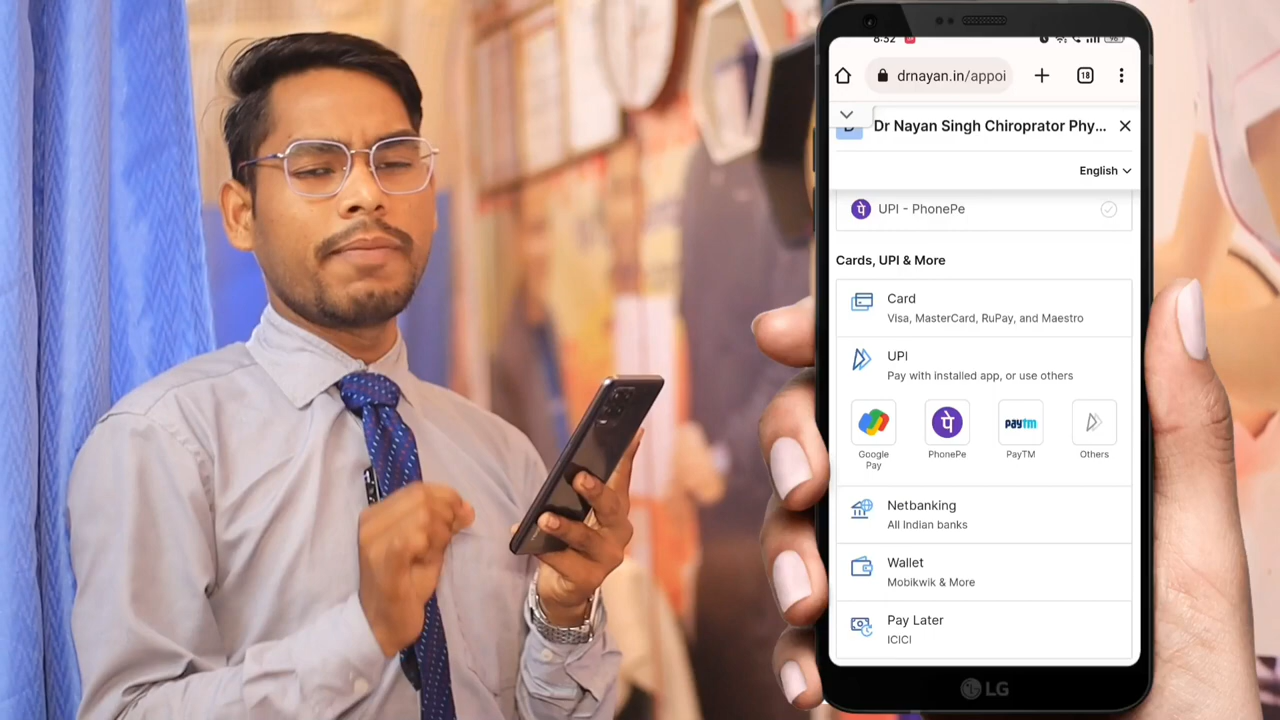 8:52
drnayan.in/appoi
18
Dr Nayan Singh Chiroprator Phy...
English
UPI - PhonePe
Cards, UPI & More
Card
Visa, MasterCard, RuPay, and Maestro
UPI
Pay with installed app, or use others
Google Pay
PhonePe
PayTM
Others
paytm
Netbanking
All Indian banks
Wallet
Mobikwik & More
Pay Later
ICICI
LG